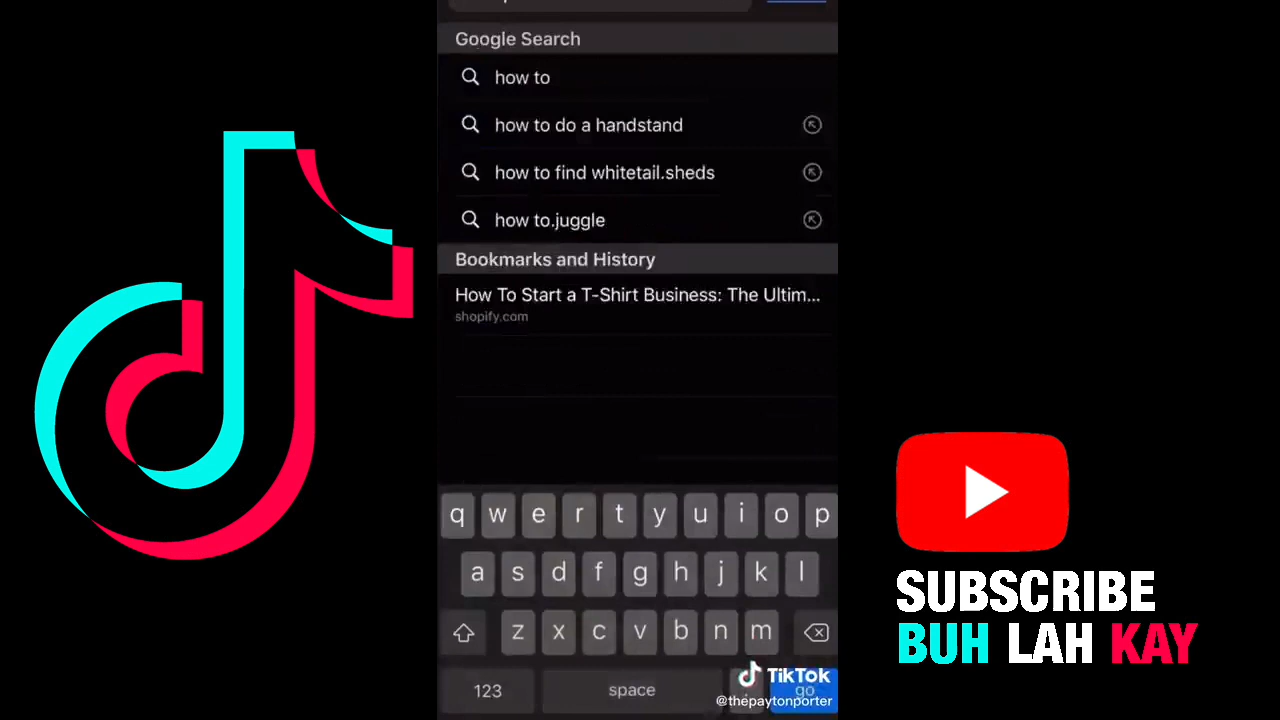 Google Search
how to
how to do a handstand
how to find whitetail.sheds
how to.juggle
Bookmarks and History
How To Start a T-Shirt Business: The Ultim...
shopify.com
q w e r t y u i o p
a s d f g h j k l
z x c v b n m
123 space . go
TikTok
@thepaytonporter
SUBSCRIBE
BUH LAH KAY